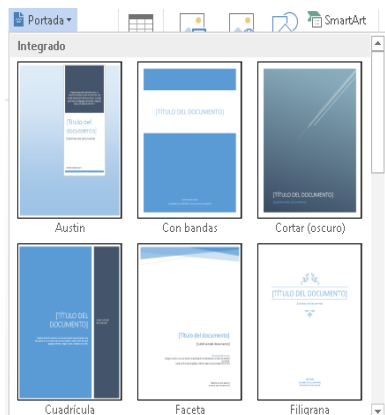 Portada
SmartArt
Integrado
[Título del
documento]
[TÍTULO DEL DOCUMENTO]
[TÍTULO DEL DOCUMENTO]
Austin
Con bandas
Cortar (oscuro)
[TÍTULO DEL
DOCUMENTO]
[Título del documento]
[TÍTULO DEL DOCUMENTO]
Cuadrícula
Faceta
Filigrana